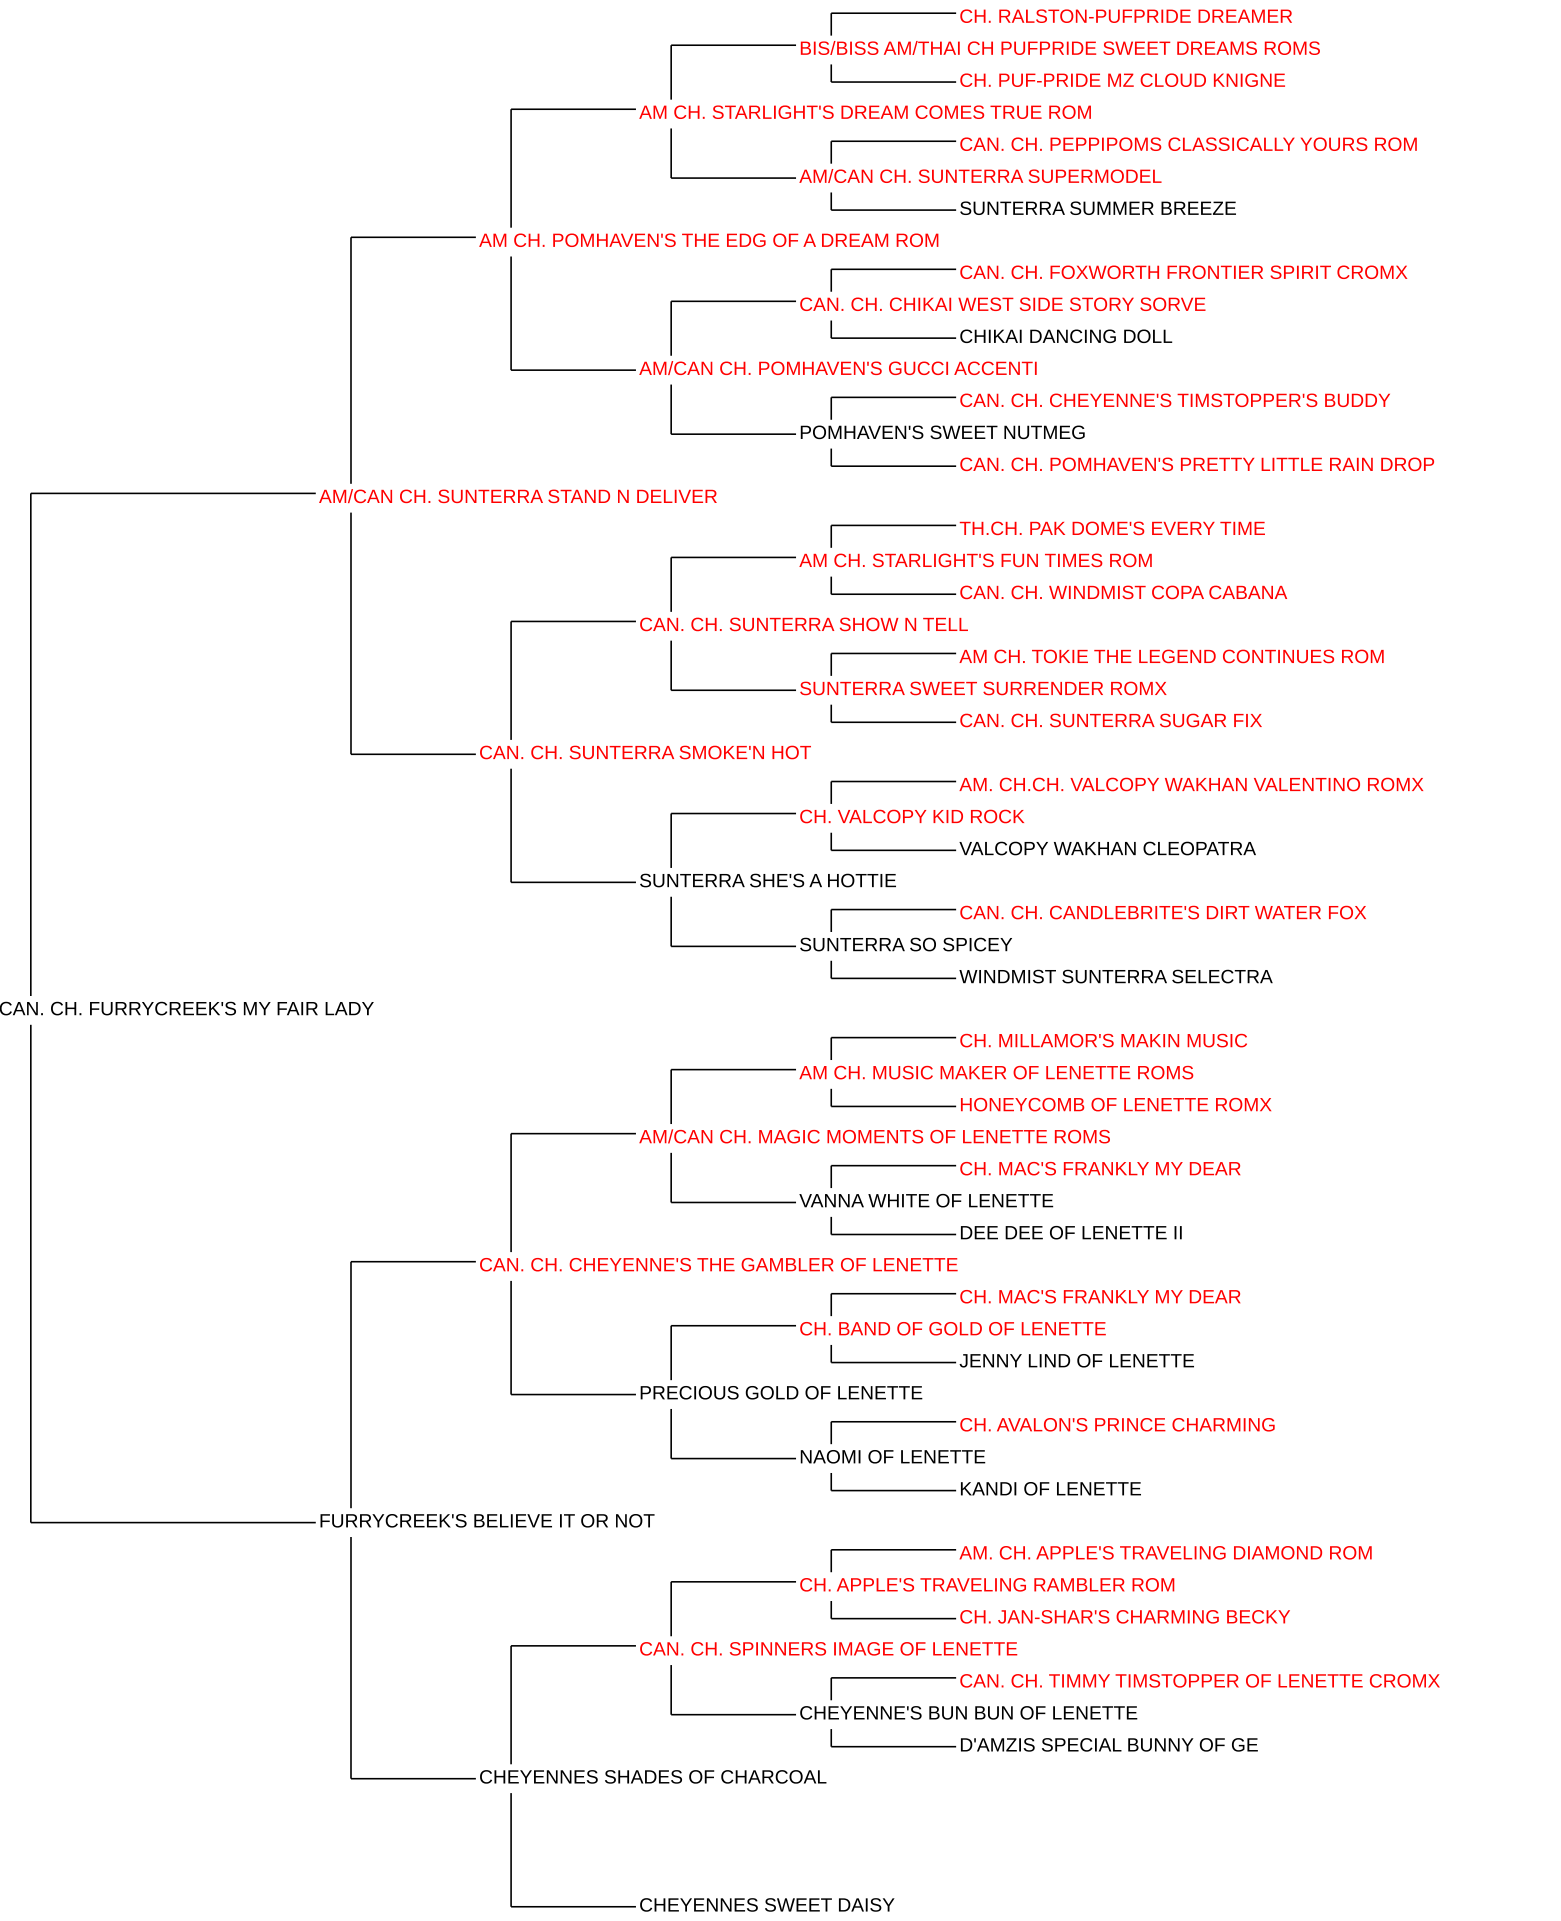 CH. RALSTON-PUFPRIDE DREAMER
BIS/BISS AM/THAI CH PUFPRIDE SWEET DREAMS ROMS
CH. PUF-PRIDE MZ CLOUD KNIGNE
AM CH. STARLIGHT'S DREAM COMES TRUE ROM
CAN. CH. PEPPIPOMS CLASSICALLY YOURS ROM
AM/CAN CH. SUNTERRA SUPERMODEL
SUNTERRA SUMMER BREEZE
AM CH. POMHAVEN'S THE EDG OF A DREAM ROM
CAN. CH. FOXWORTH FRONTIER SPIRIT CROMX
CAN. CH. CHIKAI WEST SIDE STORY SORVE
CHIKAI DANCING DOLL
AM/CAN CH. POMHAVEN'S GUCCI ACCENTI
CAN. CH. CHEYENNE'S TIMSTOPPER'S BUDDY
POMHAVEN'S SWEET NUTMEG
CAN. CH. POMHAVEN'S PRETTY LITTLE RAIN DROP
AM/CAN CH. SUNTERRA STAND N DELIVER
TH.CH. PAK DOME'S EVERY TIME
AM CH. STARLIGHT'S FUN TIMES ROM
CAN. CH. WINDMIST COPA CABANA
CAN. CH. SUNTERRA SHOW N TELL
AM CH. TOKIE THE LEGEND CONTINUES ROM
SUNTERRA SWEET SURRENDER ROMX
CAN. CH. SUNTERRA SUGAR FIX
CAN. CH. SUNTERRA SMOKE'N HOT
AM. CH.CH. VALCOPY WAKHAN VALENTINO ROMX
CH. VALCOPY KID ROCK
VALCOPY WAKHAN CLEOPATRA
SUNTERRA SHE'S A HOTTIE
CAN. CH. CANDLEBRITE'S DIRT WATER FOX
SUNTERRA SO SPICEY
WINDMIST SUNTERRA SELECTRA
CAN. CH. FURRYCREEK'S MY FAIR LADY
CH. MILLAMOR'S MAKIN MUSIC
AM CH. MUSIC MAKER OF LENETTE ROMS
HONEYCOMB OF LENETTE ROMX
AM/CAN CH. MAGIC MOMENTS OF LENETTE ROMS
CH. MAC'S FRANKLY MY DEAR
VANNA WHITE OF LENETTE
DEE DEE OF LENETTE II
CAN. CH. CHEYENNE'S THE GAMBLER OF LENETTE
CH. MAC'S FRANKLY MY DEAR
CH. BAND OF GOLD OF LENETTE
JENNY LIND OF LENETTE
PRECIOUS GOLD OF LENETTE
CH. AVALON'S PRINCE CHARMING
NAOMI OF LENETTE
KANDI OF LENETTE
FURRYCREEK'S BELIEVE IT OR NOT
AM. CH. APPLE'S TRAVELING DIAMOND ROM
CH. APPLE'S TRAVELING RAMBLER ROM
CH. JAN-SHAR'S CHARMING BECKY
CAN. CH. SPINNERS IMAGE OF LENETTE
CAN. CH. TIMMY TIMSTOPPER OF LENETTE CROMX
CHEYENNE'S BUN BUN OF LENETTE
D'AMZIS SPECIAL BUNNY OF GE
CHEYENNES SHADES OF CHARCOAL
CHEYENNES SWEET DAISY